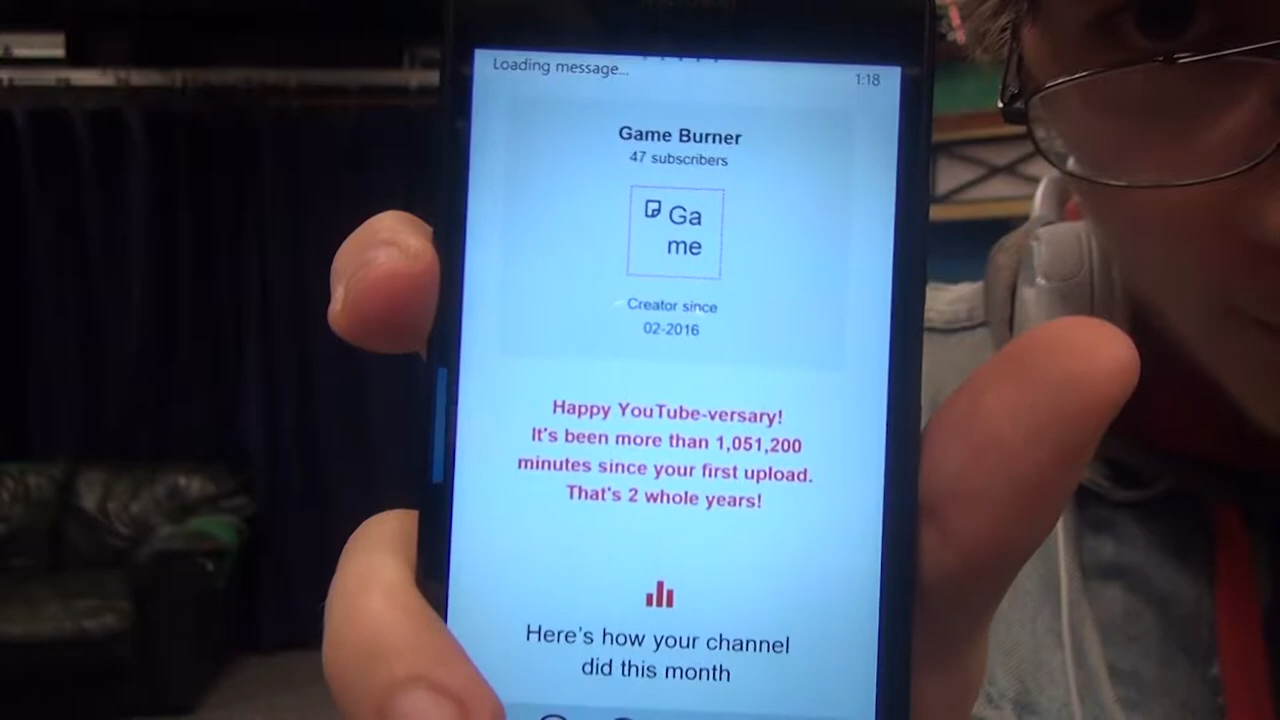 Loading message...
1:18
Game Burner
47 subscribers
Ga
me
Creator since
02-2016
Happy YouTube-versary!
It's been more than 1,051,200
minutes since your first upload.
That's 2 whole years!
Here's how your channel
did this month